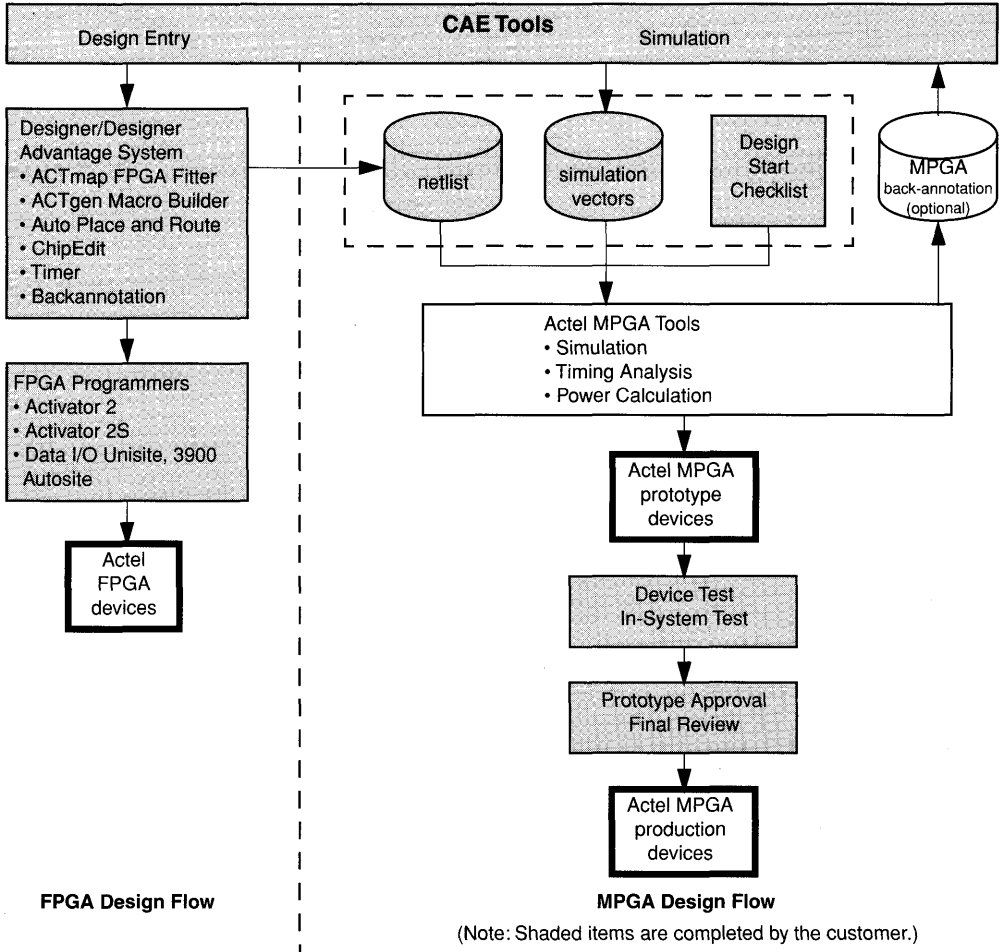 CAE Tools
Design Entry
Simulation
Designer/Designer
Advantage System
• ACTmap FPGA Fitter
• ACTgen Macro Builder
• Auto Place and Route
• ChipEdit
• Timer
• Backannotation
FPGA Programmers
• Activator 2
• Activator 2S
• Data I/O Unisite, 3900
Autosite
Actel
FPGA
devices
FPGA Design Flow
netlist
simulation
vectors
Design
Start
Checklist
MPGA
back-annotation
(optional)
Actel MPGA Tools
• Simulation
• Timing Analysis
• Power Calculation
Actel MPGA
prototype
devices
Device Test
In-System Test
Prototype Approval
Final Review
Actel MPGA
production
devices
MPGA Design Flow
(Note: Shaded items are completed by the customer.)